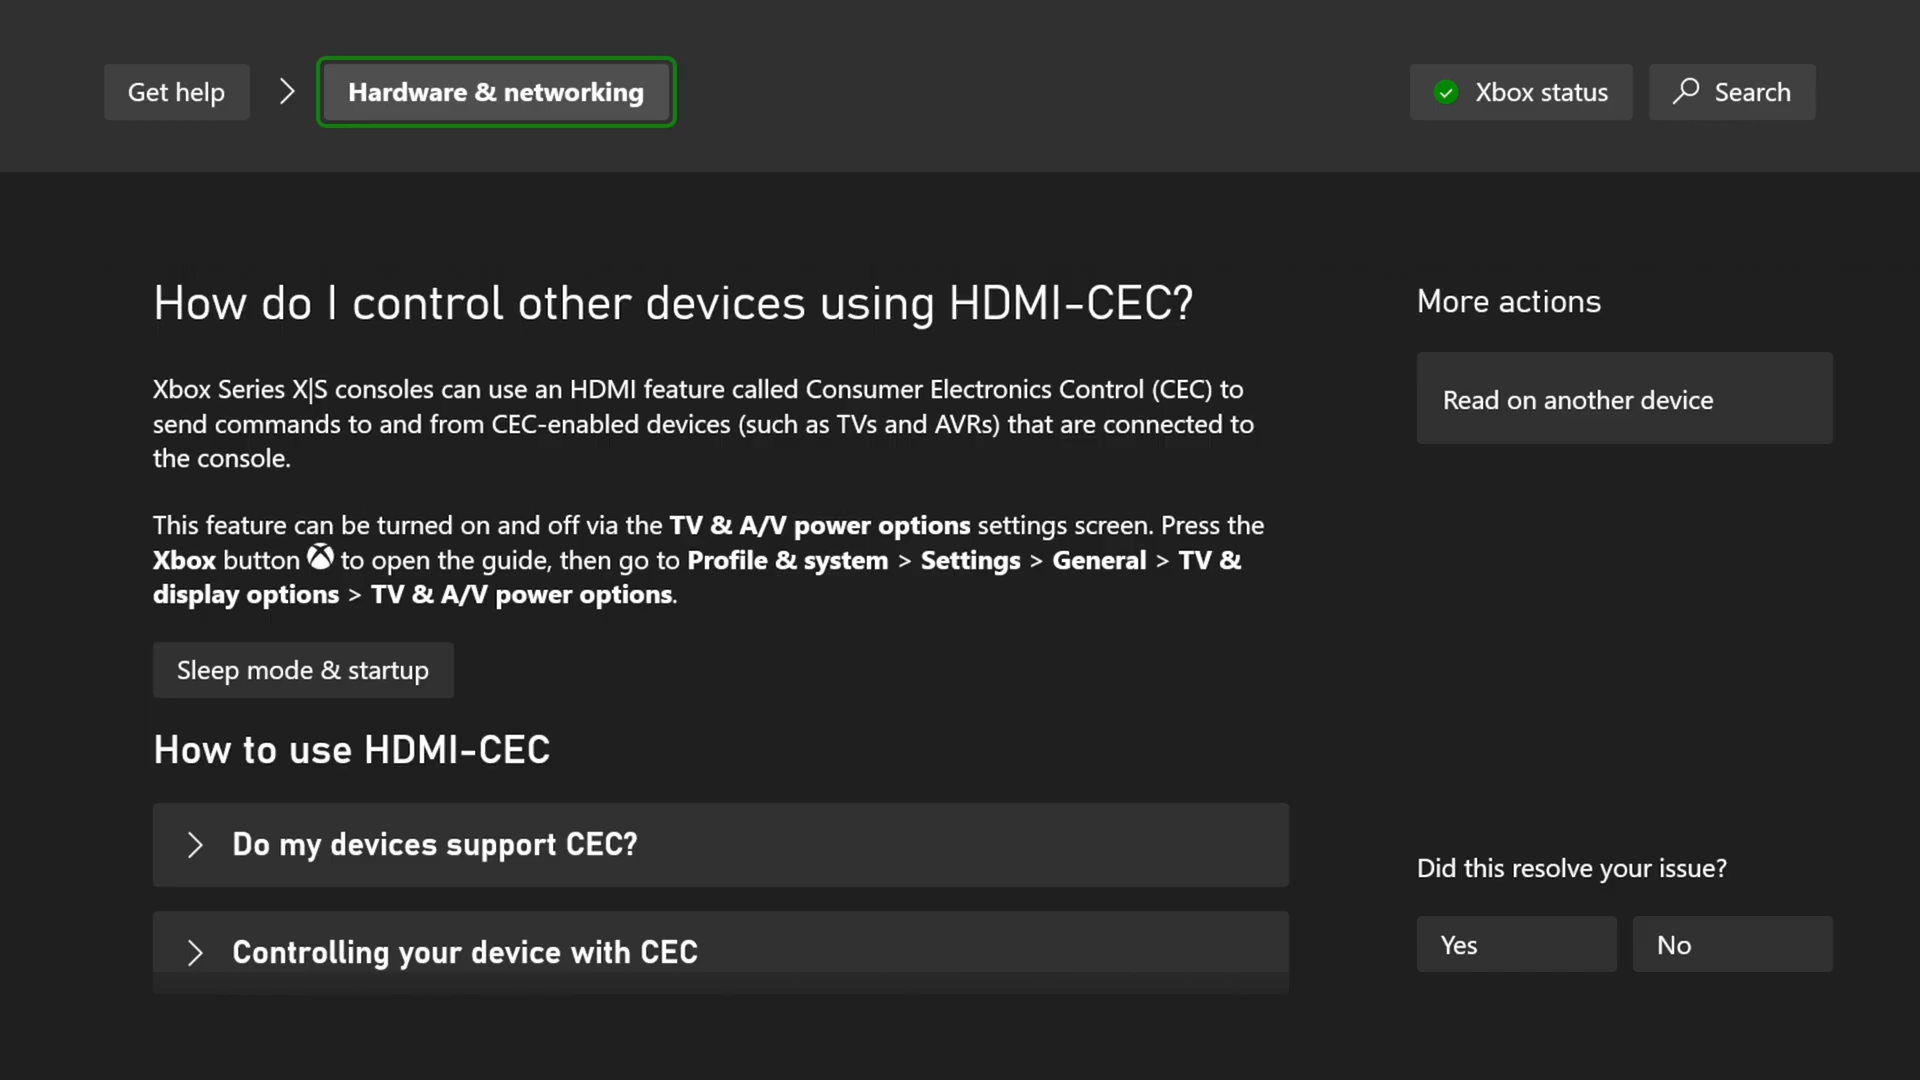 Get help
Hardware & networking
Xbox status
Search
How do I control other devices using HDMI-CEC?
Xbox Series X|S consoles can use an HDMI feature called Consumer Electronics Control (CEC) to
send commands to and from CEC-enabled devices (such as TVs and AVRs) that are connected to
the console.
This feature can be turned on and off via the TV & A/V power options settings screen. Press the
Xbox button to open the guide, then go to Profile & system > Settings > General > TV &
display options > TV & A/V power options.
Sleep mode & startup
How to use HDMI-CEC
Do my devices support CEC?
Controlling your device with CEC
More actions
Read on another device
Did this resolve your issue?
Yes
No